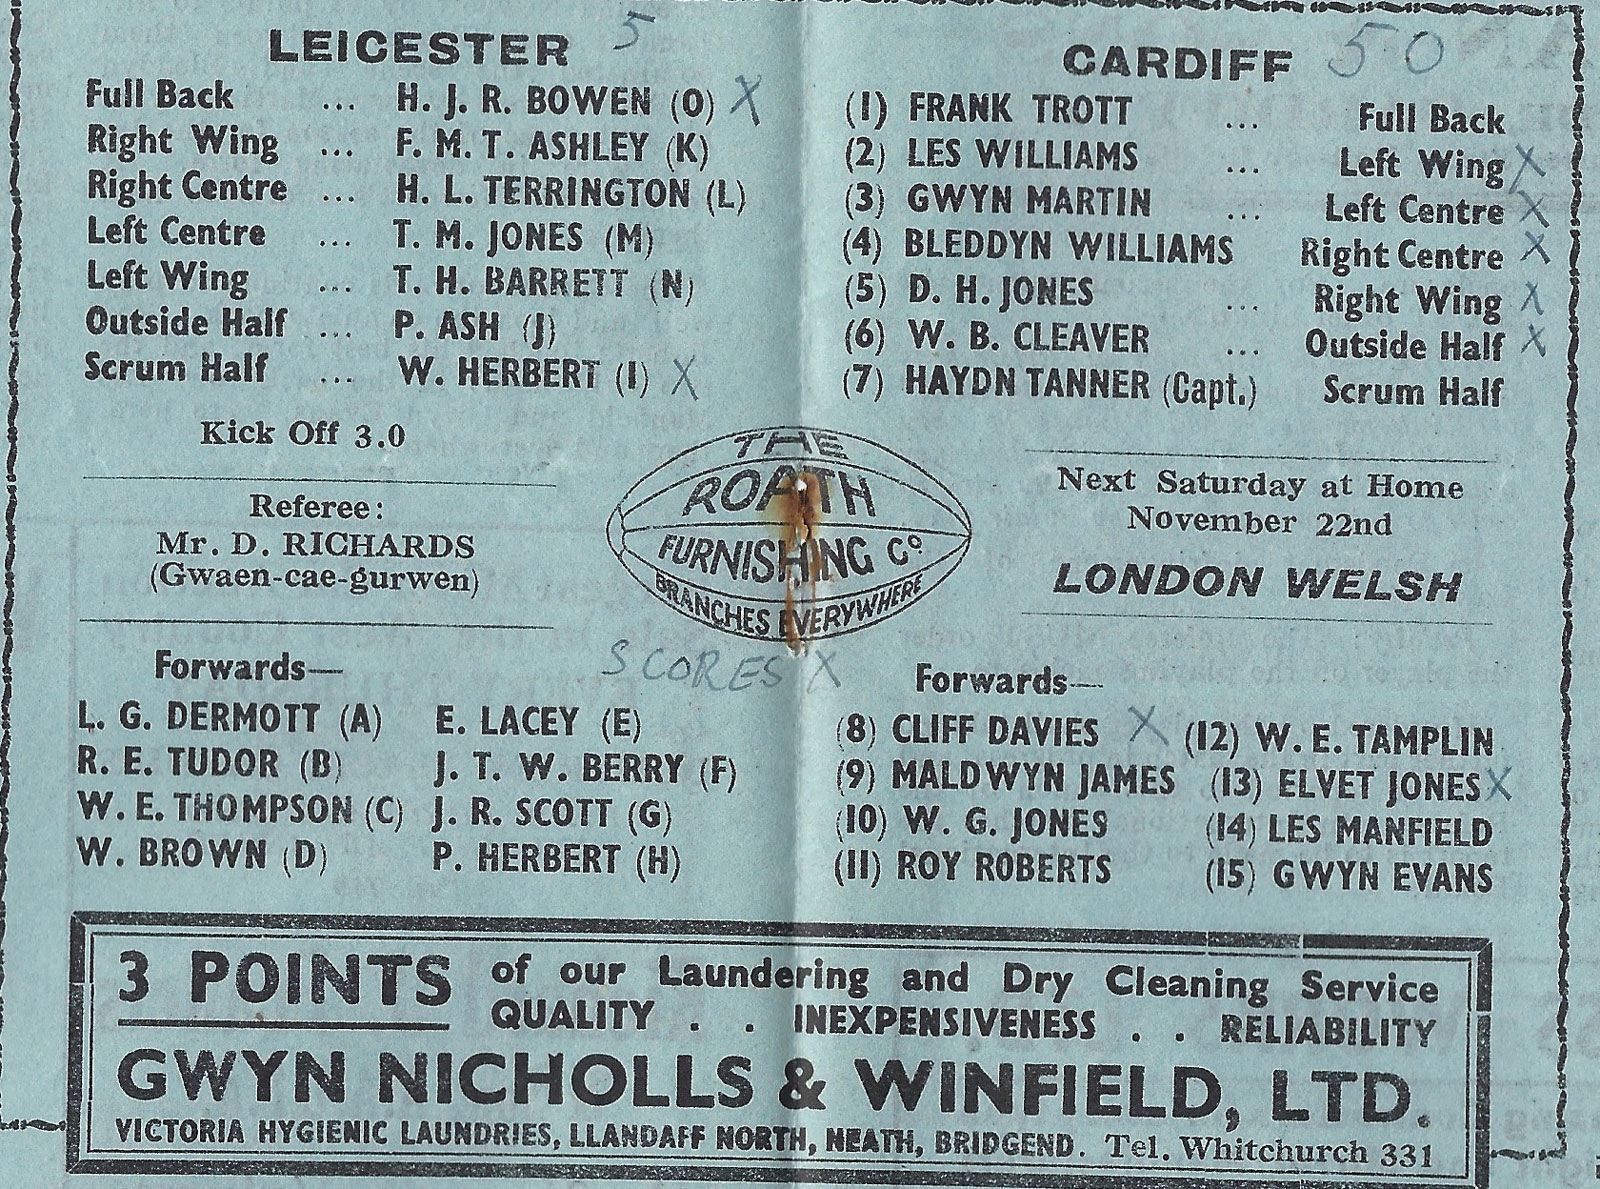 LEICESTER 5
Full Back ... H. J. R. BOWEN (O) X
Right Wing ... F. M. T. ASHLEY (K)
Right Centre ... H. L. TERRINGTON (L)
Left Centre ... T. M. JONES (M)
Left Wing ... T. H. BARRETT (N)
Outside Half ... P. ASH (J)
Scrum Half ... W. HERBERT (I) X
Kick Off 3.0
Referee:
Mr. D. RICHARDS
(Gwaen-cae-gurwen)
CARDIFF 50
(1) FRANK TROTT ... Full Back
(2) LES WILLIAMS ... Left Wing X
(3) GWYN MARTIN ... Left Centre X
(4) BLEDDYN WILLIAMS Right Centre X
(5) D. H. JONES ... Right Wing X
(6) W. B. CLEAVER ... Outside Half X
(7) HAYDN TANNER (Capt.) Scrum Half
THE
ROATH
FURNISHING Co
BRANCHES EVERYWHERE
Next Saturday at Home
November 22nd
LONDON WELSH
SCORES X
Forwards—
L. G. DERMOTT (A) E. LACEY (E)
R. E. TUDOR (B) J. T. W. BERRY (F)
W. E. THOMPSON (C) J. R. SCOTT (G)
W. BROWN (D) P. HERBERT (H)
Forwards—
(8) CLIFF DAVIES X (12) W. E. TAMPLIN
(9) MALDWYN JAMES (13) ELVET JONES X
(10) W. G. JONES (14) LES MANFIELD
(11) ROY ROBERTS (15) GWYN EVANS
3 POINTS of our Laundering and Dry Cleaning Service
QUALITY . . INEXPENSIVENESS . . RELIABILITY
GWYN NICHOLLS & WINFIELD, LTD.
VICTORIA HYGIENIC LAUNDRIES, LLANDAFF NORTH, NEATH, BRIDGEND. Tel. Whitchurch 331